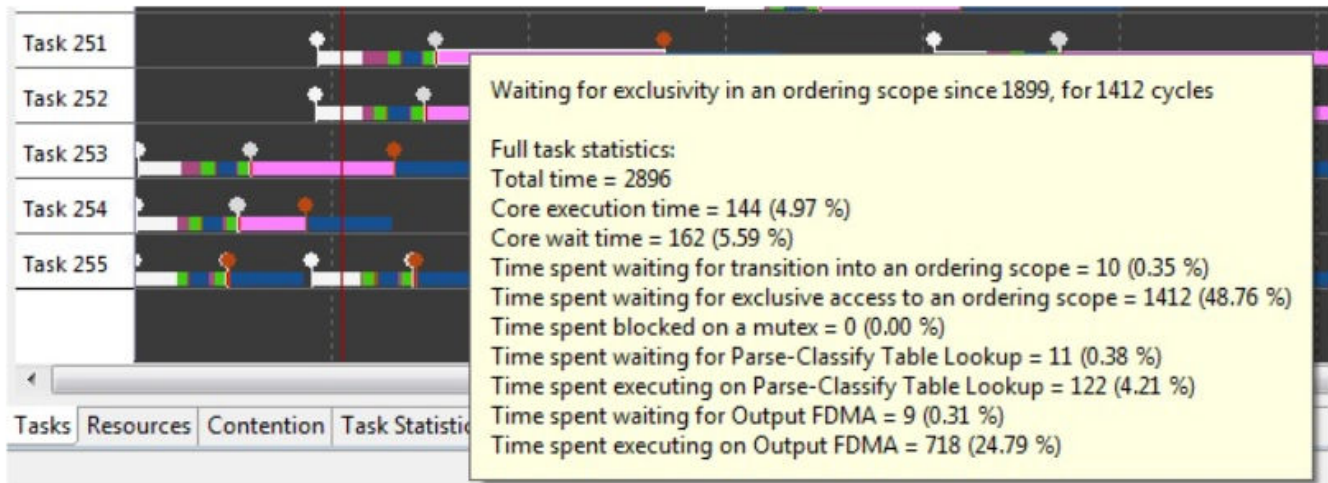 Task 251
Task 252
Task 253
Task 254
Task 255
Waiting for exclusivity in an ordering scope since 1899, for 1412 cycles
Full task statistics:
Total time = 2896
Core execution time = 144 (4.97 %)
Core wait time = 162 (5.59 %)
Time spent waiting for transition into an ordering scope = 10 (0.35 %)
Time spent waiting for exclusive access to an ordering scope = 1412 (48.76 %)
Time spent blocked on a mutex = 0 (0.00 %)
Time spent waiting for Parse-Classify Table Lookup = 11 (0.38 %)
Time spent executing on Parse-Classify Table Lookup = 122 (4.21 %)
Time spent waiting for Output FDMA = 9 (0.31 %)
Time spent executing on Output FDMA = 718 (24.79 %)
Tasks Resources Contention Task Statistic